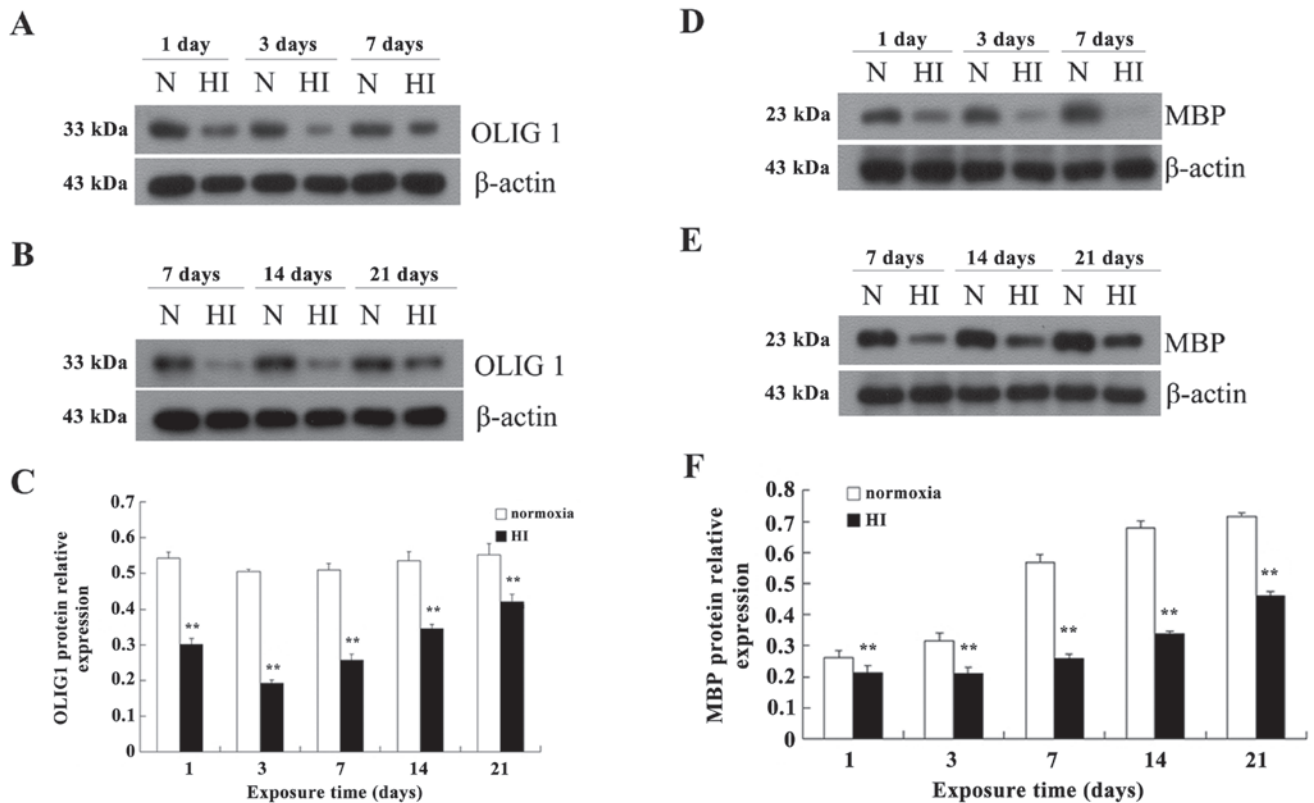 A
1 day 3 days 7 days
N HI N HI N HI
33 kDa OLIG 1
43 kDa β-actin
B
7 days 14 days 21 days
N HI N HI N HI
33 kDa OLIG 1
43 kDa β-actin
C
OLIG1 protein relative
expression
0.7
0.6
0.5
0.4
0.3
0.2
0.1
0
normoxia
HI
** ** ** ** **
1 3 7 14 21
Exposure time (days)
D
1 day 3 days 7 days
N HI N HI N HI
23 kDa MBP
43 kDa β-actin
E
7 days 14 days 21 days
N HI N HI N HI
23 kDa MBP
43 kDa β-actin
F
MBP protein relative
expression
0.8
0.7
0.6
0.5
0.4
0.3
0.2
0.1
0
normoxia
HI
** ** ** ** **
1 3 7 14 21
Exposure time (days)